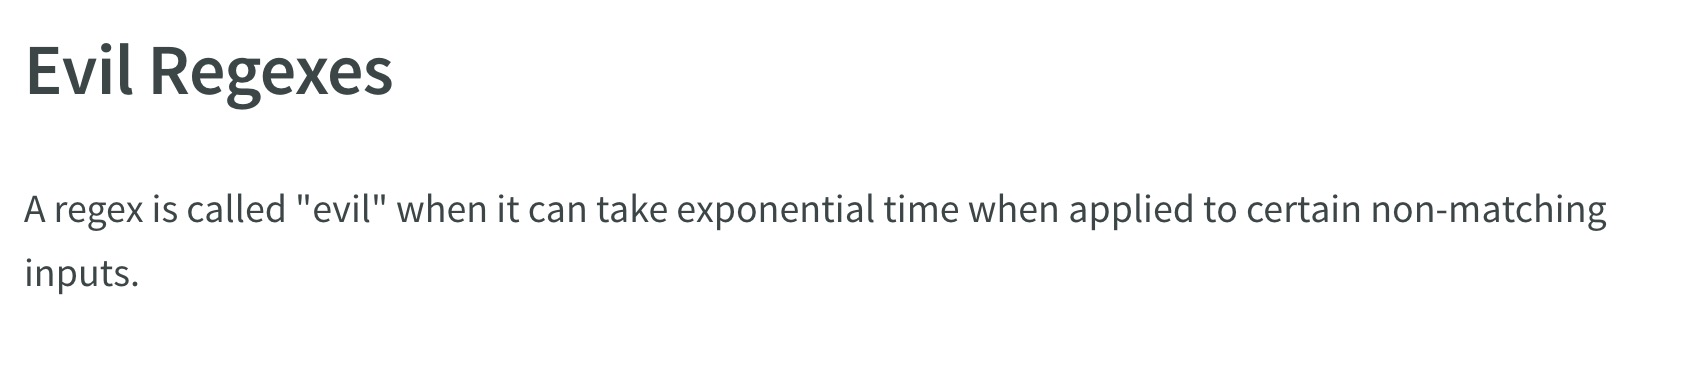 Evil Regexes
A regex is called "evil" when it can take exponential time when applied to certain non-matching
inputs.